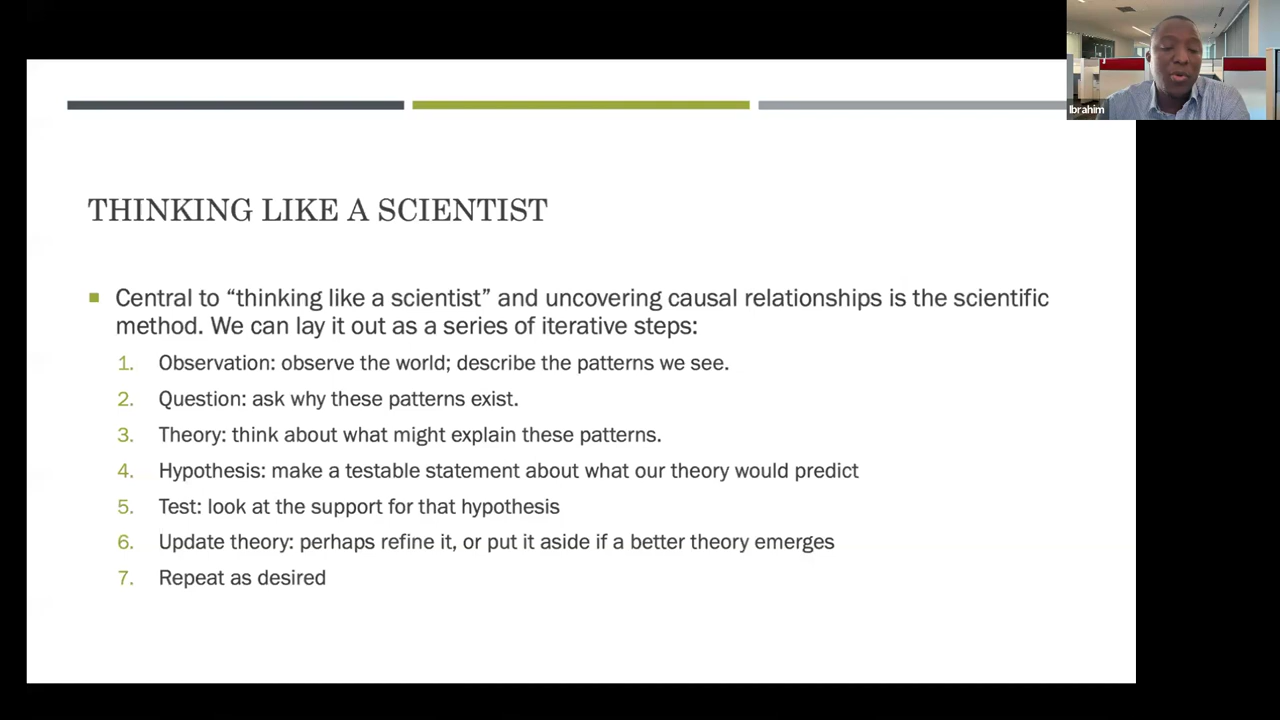 Ibrahim
THINKING LIKE A SCIENTIST
Central to “thinking like a scientist” and uncovering causal relationships is the scientific
method. We can lay it out as a series of iterative steps:
1. Observation: observe the world; describe the patterns we see.
2. Question: ask why these patterns exist.
3. Theory: think about what might explain these patterns.
4. Hypothesis: make a testable statement about what our theory would predict
5. Test: look at the support for that hypothesis
6. Update theory: perhaps refine it, or put it aside if a better theory emerges
7. Repeat as desired